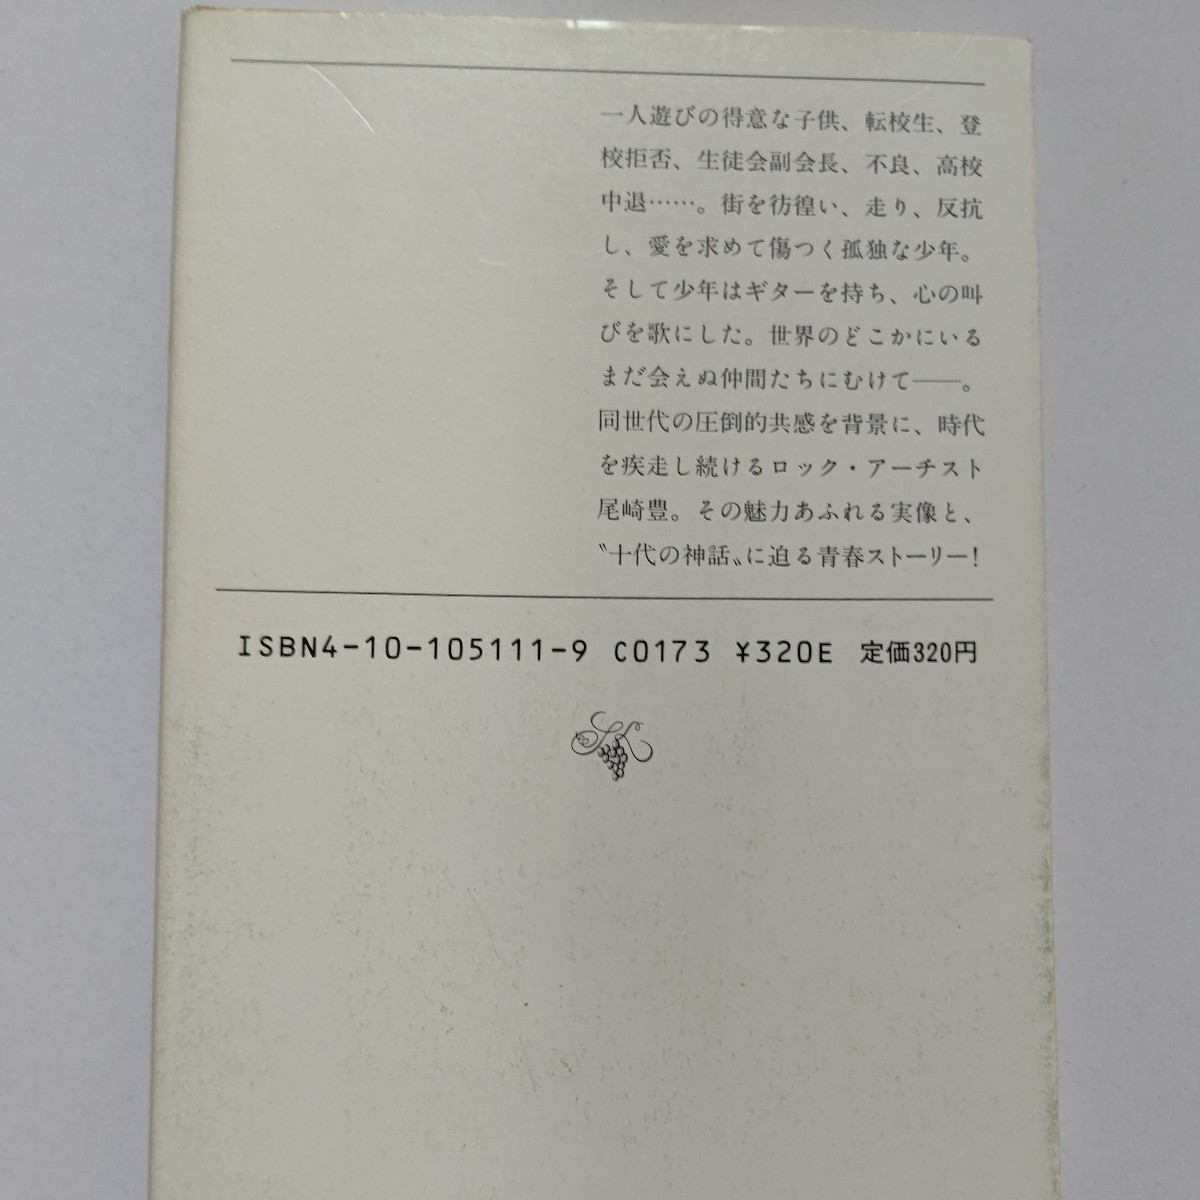 一人遊びの得意な子供、転校生、登
校拒否、生徒会副会長、不良、高校
中退……。街を彷徨い、走り、反抗
し、愛を求めて傷つく孤独な少年。
そして少年はギターを持ち、心の叫
びを歌にした。世界のどこかにいる
まだ会えぬ仲間たちにむけて――。
同世代の圧倒的共感を背景に、時代
を疾走し続けるロック・アーチスト
尾崎豊。その魅力あふれる実像と、
〝十代の神話〟に迫る青春ストーリー!
ISBN4-10-105111-9 C0173 ¥320E 定価320円